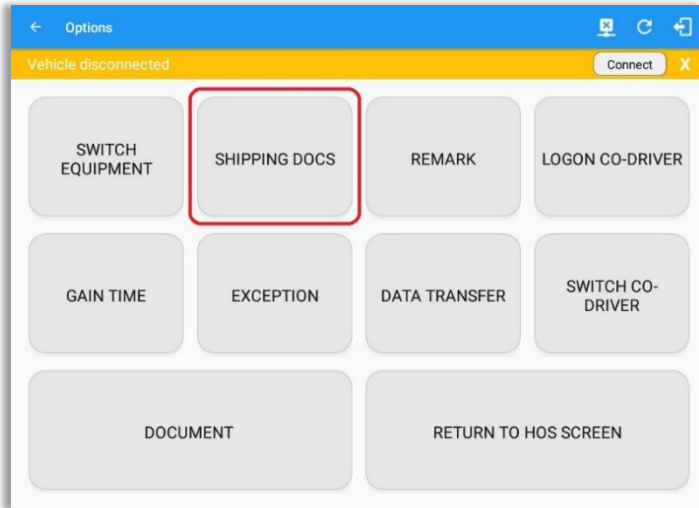 Options
Vehicle disconnected
Connect
X
SWITCH
EQUIPMENT
SHIPPING DOCS
REMARK
LOGON CO-DRIVER
GAIN TIME
EXCEPTION
DATA TRANSFER
SWITCH CO-
DRIVER
DOCUMENT
RETURN TO HOS SCREEN